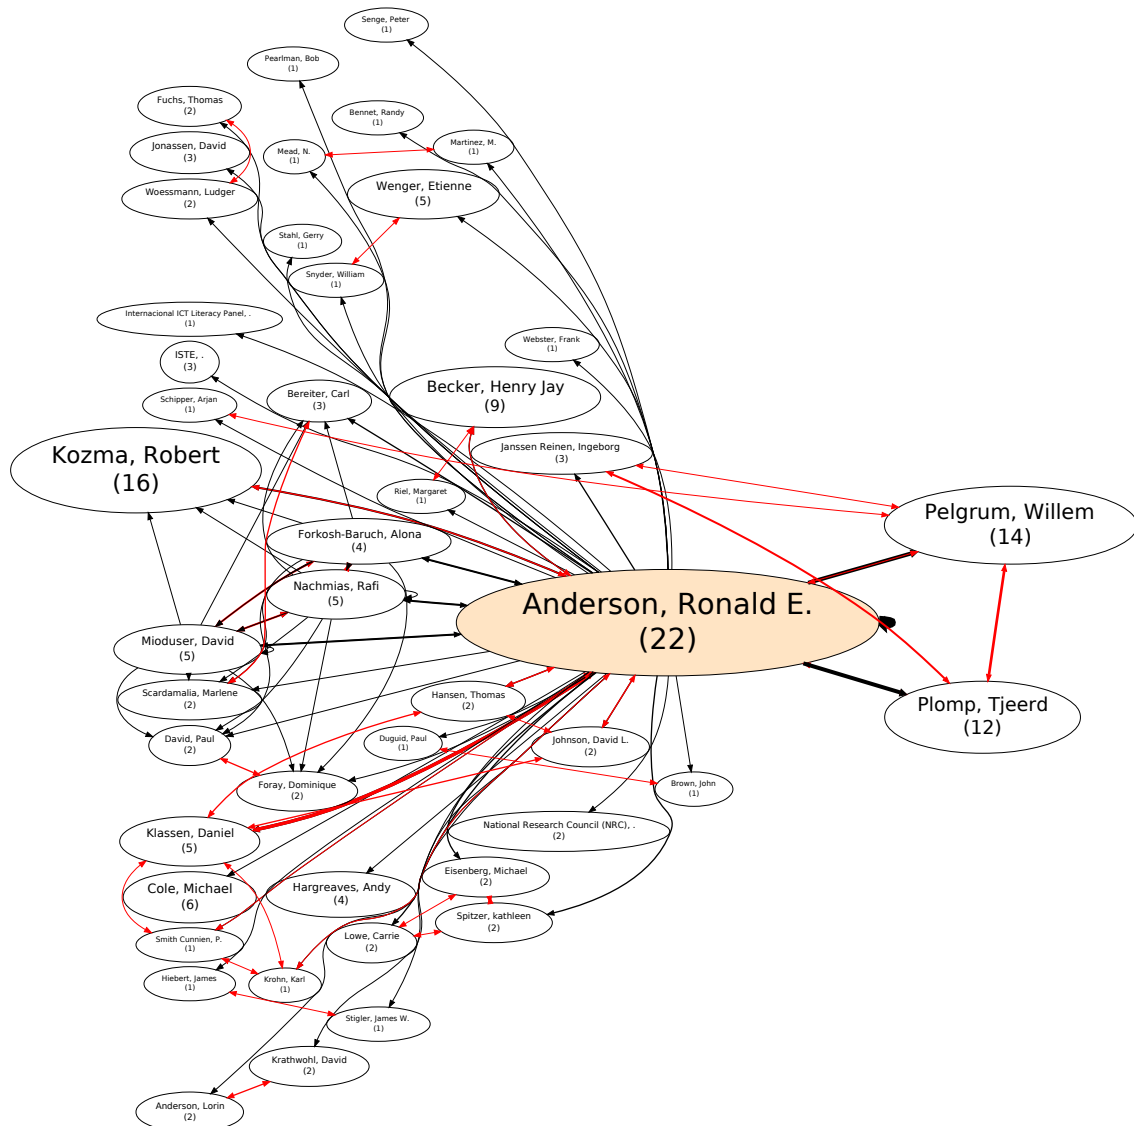 Senge, Peter
(1)
Pearlman, Bob
(1)
Fuchs, Thomas
(2)
Bennet, Randy
(1)
Jonassen, David
(3)
Mead, N.
(1)
Martinez, M.
(1)
Woessmann, Ludger
(2)
Wenger, Etienne
(5)
Stahl, Gerry
(1)
Snyder, William
(1)
Internacional ICT Literacy Panel, .
(1)
Webster, Frank
(1)
ISTE, .
(3)
Becker, Henry Jay
(9)
Bereiter, Carl
(3)
Schipper, Arjan
(1)
Janssen Reinen, Ingeborg
(3)
Kozma, Robert
(16)
Riel, Margaret
(1)
Pelgrum, Willem
(14)
Forkosh-Baruch, Alona
(4)
Nachmias, Rafi
(5)
Anderson, Ronald E.
(22)
Mioduser, David
(5)
Scardamalia, Marlene
(2)
Hansen, Thomas
(2)
Plomp, Tjeerd
(12)
David, Paul
(2)
Duguid, Paul
(1)
Johnson, David L.
(2)
Foray, Dominique
(2)
Brown, John
(1)
Klassen, Daniel
(5)
National Research Council (NRC), .
(2)
Cole, Michael
(6)
Hargreaves, Andy
(4)
Eisenberg, Michael
(2)
Spitzer, kathleen
(2)
Smith Cunnien, P.
(1)
Lowe, Carrie
(2)
Hiebert, James
(1)
Krohn, Karl
(1)
Stigler, James W.
(1)
Krathwohl, David
(2)
Anderson, Lorin
(2)